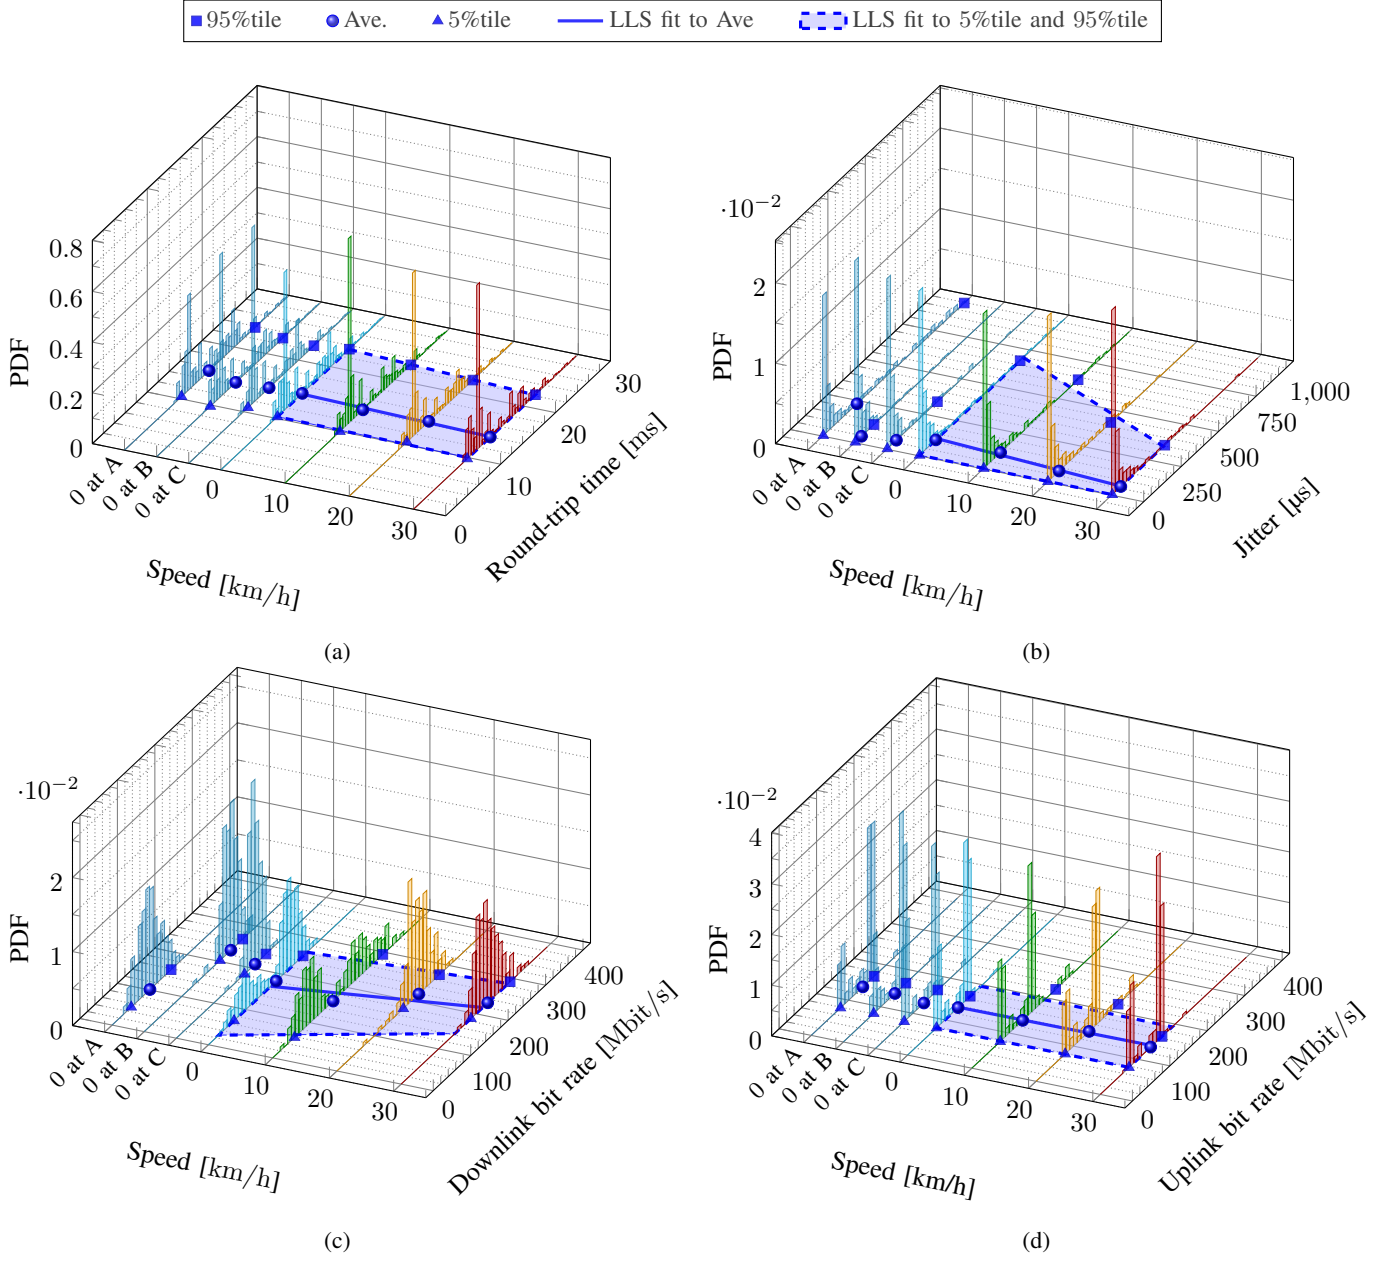 95%tile Ave. 5%tile LLS fit to Ave LLS fit to 5%tile and 95%tile
0.8
0.6
0.4
0.2
0
PDF
0 at A
0 at B
0 at C
0
10
20
30
Speed [km/h]
0
10
20
30
Round-trip time [ms]
(a)
·10⁻²
2
1
0
PDF
0 at A
0 at B
0 at C
0
10
20
30
Speed [km/h]
0
250
500
750
1,000
Jitter [µs]
(b)
·10⁻²
2
1
0
PDF
0 at A
0 at B
0 at C
0
10
20
30
Speed [km/h]
0
100
200
300
400
Downlink bit rate [Mbit/s]
(c)
·10⁻²
4
3
2
1
0
PDF
0 at A
0 at B
0 at C
0
10
20
30
Speed [km/h]
0
100
200
300
400
Uplink bit rate [Mbit/s]
(d)